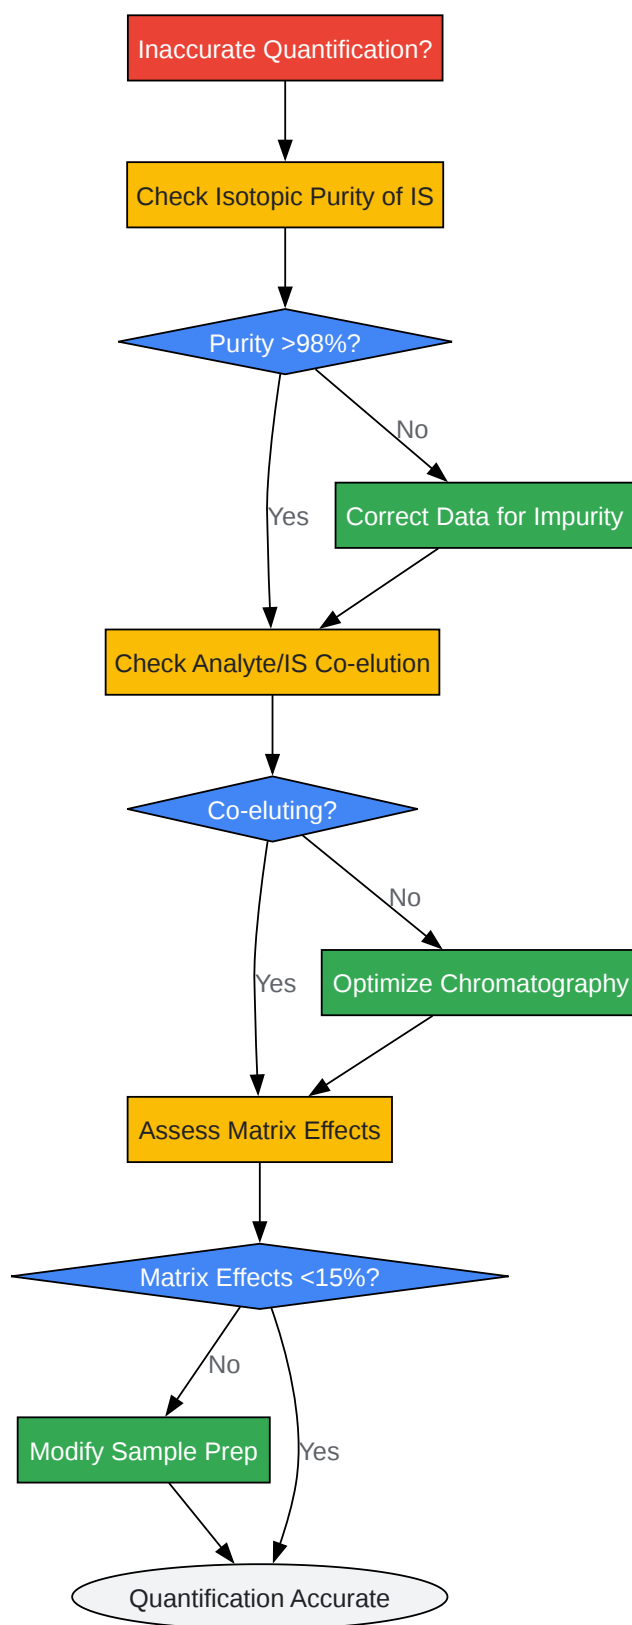 Inaccurate Quantification?
Check Isotopic Purity of IS
Purity >98%?
No
Yes
Correct Data for Impurity
Check Analyte/IS Co-elution
Co-eluting?
No
Yes
Optimize Chromatography
Assess Matrix Effects
Matrix Effects <15%?
No
Modify Sample Prep
Yes
Quantification Accurate